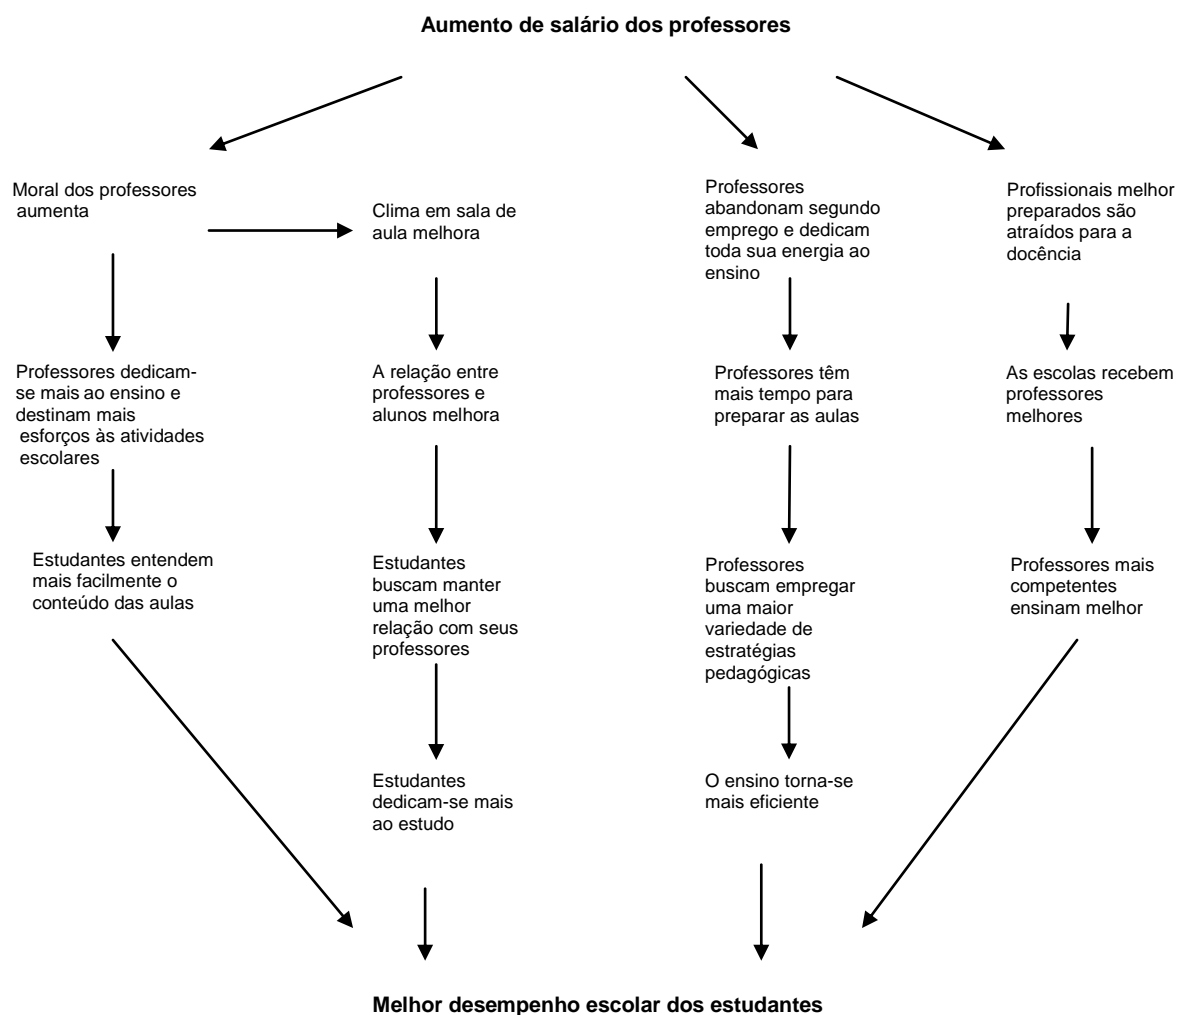 Aumento de salário dos professores
Moral dos professores
aumenta
Clima em sala de
aula melhora
Professores
abandonam segundo
emprego e dedicam
toda sua energia ao
ensino
Profissionais melhor
preparados são
atraídos para a
docência
Professores dedicam-
se mais ao ensino e
destinam mais
esforços às atividades
escolares
A relação entre
professores e
alunos melhora
Professores têm
mais tempo para
preparar as aulas
As escolas recebem
professores
melhores
Estudantes entendem
mais facilmente o
conteúdo das aulas
Estudantes
buscam manter
uma melhor
relação com seus
professores
Professores
buscam empregar
uma maior
variedade de
estratégias
pedagógicas
Professores mais
competentes
ensinam melhor
Estudantes
dedicam-se mais
ao estudo
O ensino torna-se
mais eficiente
Melhor desempenho escolar dos estudantes